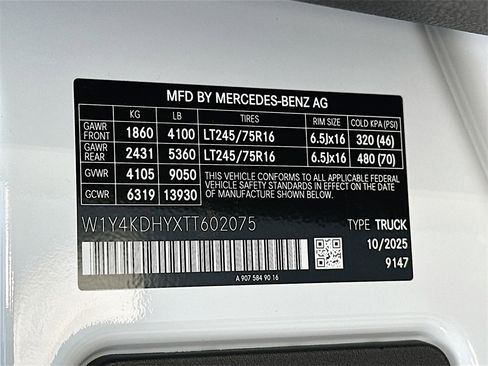 MFD BY MERCEDES-BENZ AG
KG LB TIRES RIM SIZE COLD KPA (PSI)
GAWR FRONT 1860 4100 LT245/75R16 6.5Jx16 320 (46)
GAWR REAR 2431 5360 LT245/75R16 6.5Jx16 480 (70)
GVWR 4105 9050 THIS VEHICLE CONFORMS TO ALL APPLICABLE FEDERAL MOTOR
GCWR 6319 13930 VEHICLE SAFETY STANDARDS IN EFFECT ON THE DATE OF MANUFACTURE SHOWN BELOW.
W1Y4KDHYXTT602075 TYPE TRUCK
10/2025
9147
A 907 584 90 16